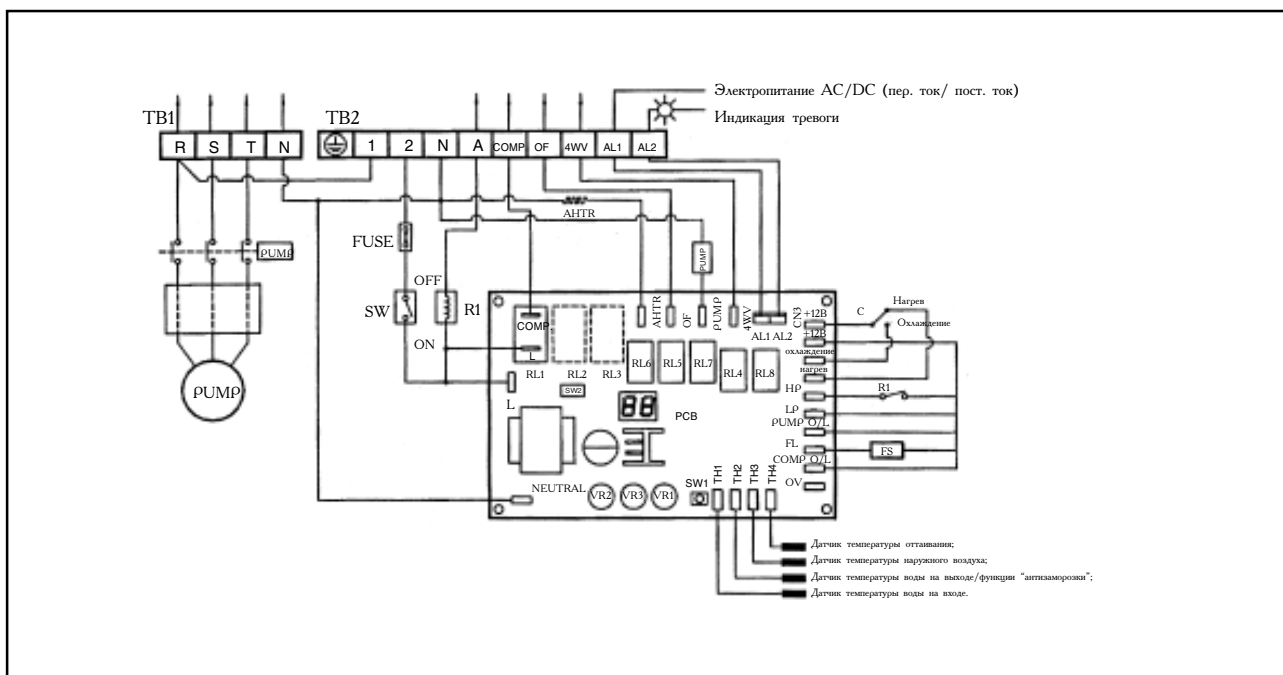 Электропитание AC/DC (пер. ток/ пост. ток)
Индикация тревоги
TB1
TB2
R S T N
1 2 N A COMP OF 4WV AL1 AL2
AHTR
FUSE
PUMP
PUMP
OFF
SW
R1
ON
PUMP
COMP
L
AHTR
OF
PUMP
4WV
AL1 AL2
CN3
+12В
+12В
охлаждение
нагрев
HP
LP
PUMP O/L
FL
COMP O/L
OV
C
Нагрев
Охлаждение
R1
FS
RL1
RL2
RL3
RL6
RL5
RL7
RL4
RL8
SW2
88
PCB
L
NEUTRAL
VR2
VR3
VR1
SW1
TH1
TH2
TH3
TH4
Датчик температуры оттаивания;
Датчик температуры наружного воздуха;
Датчик температуры воды на выходе/функции "антизаморозки";
Датчик температуры воды на входе.